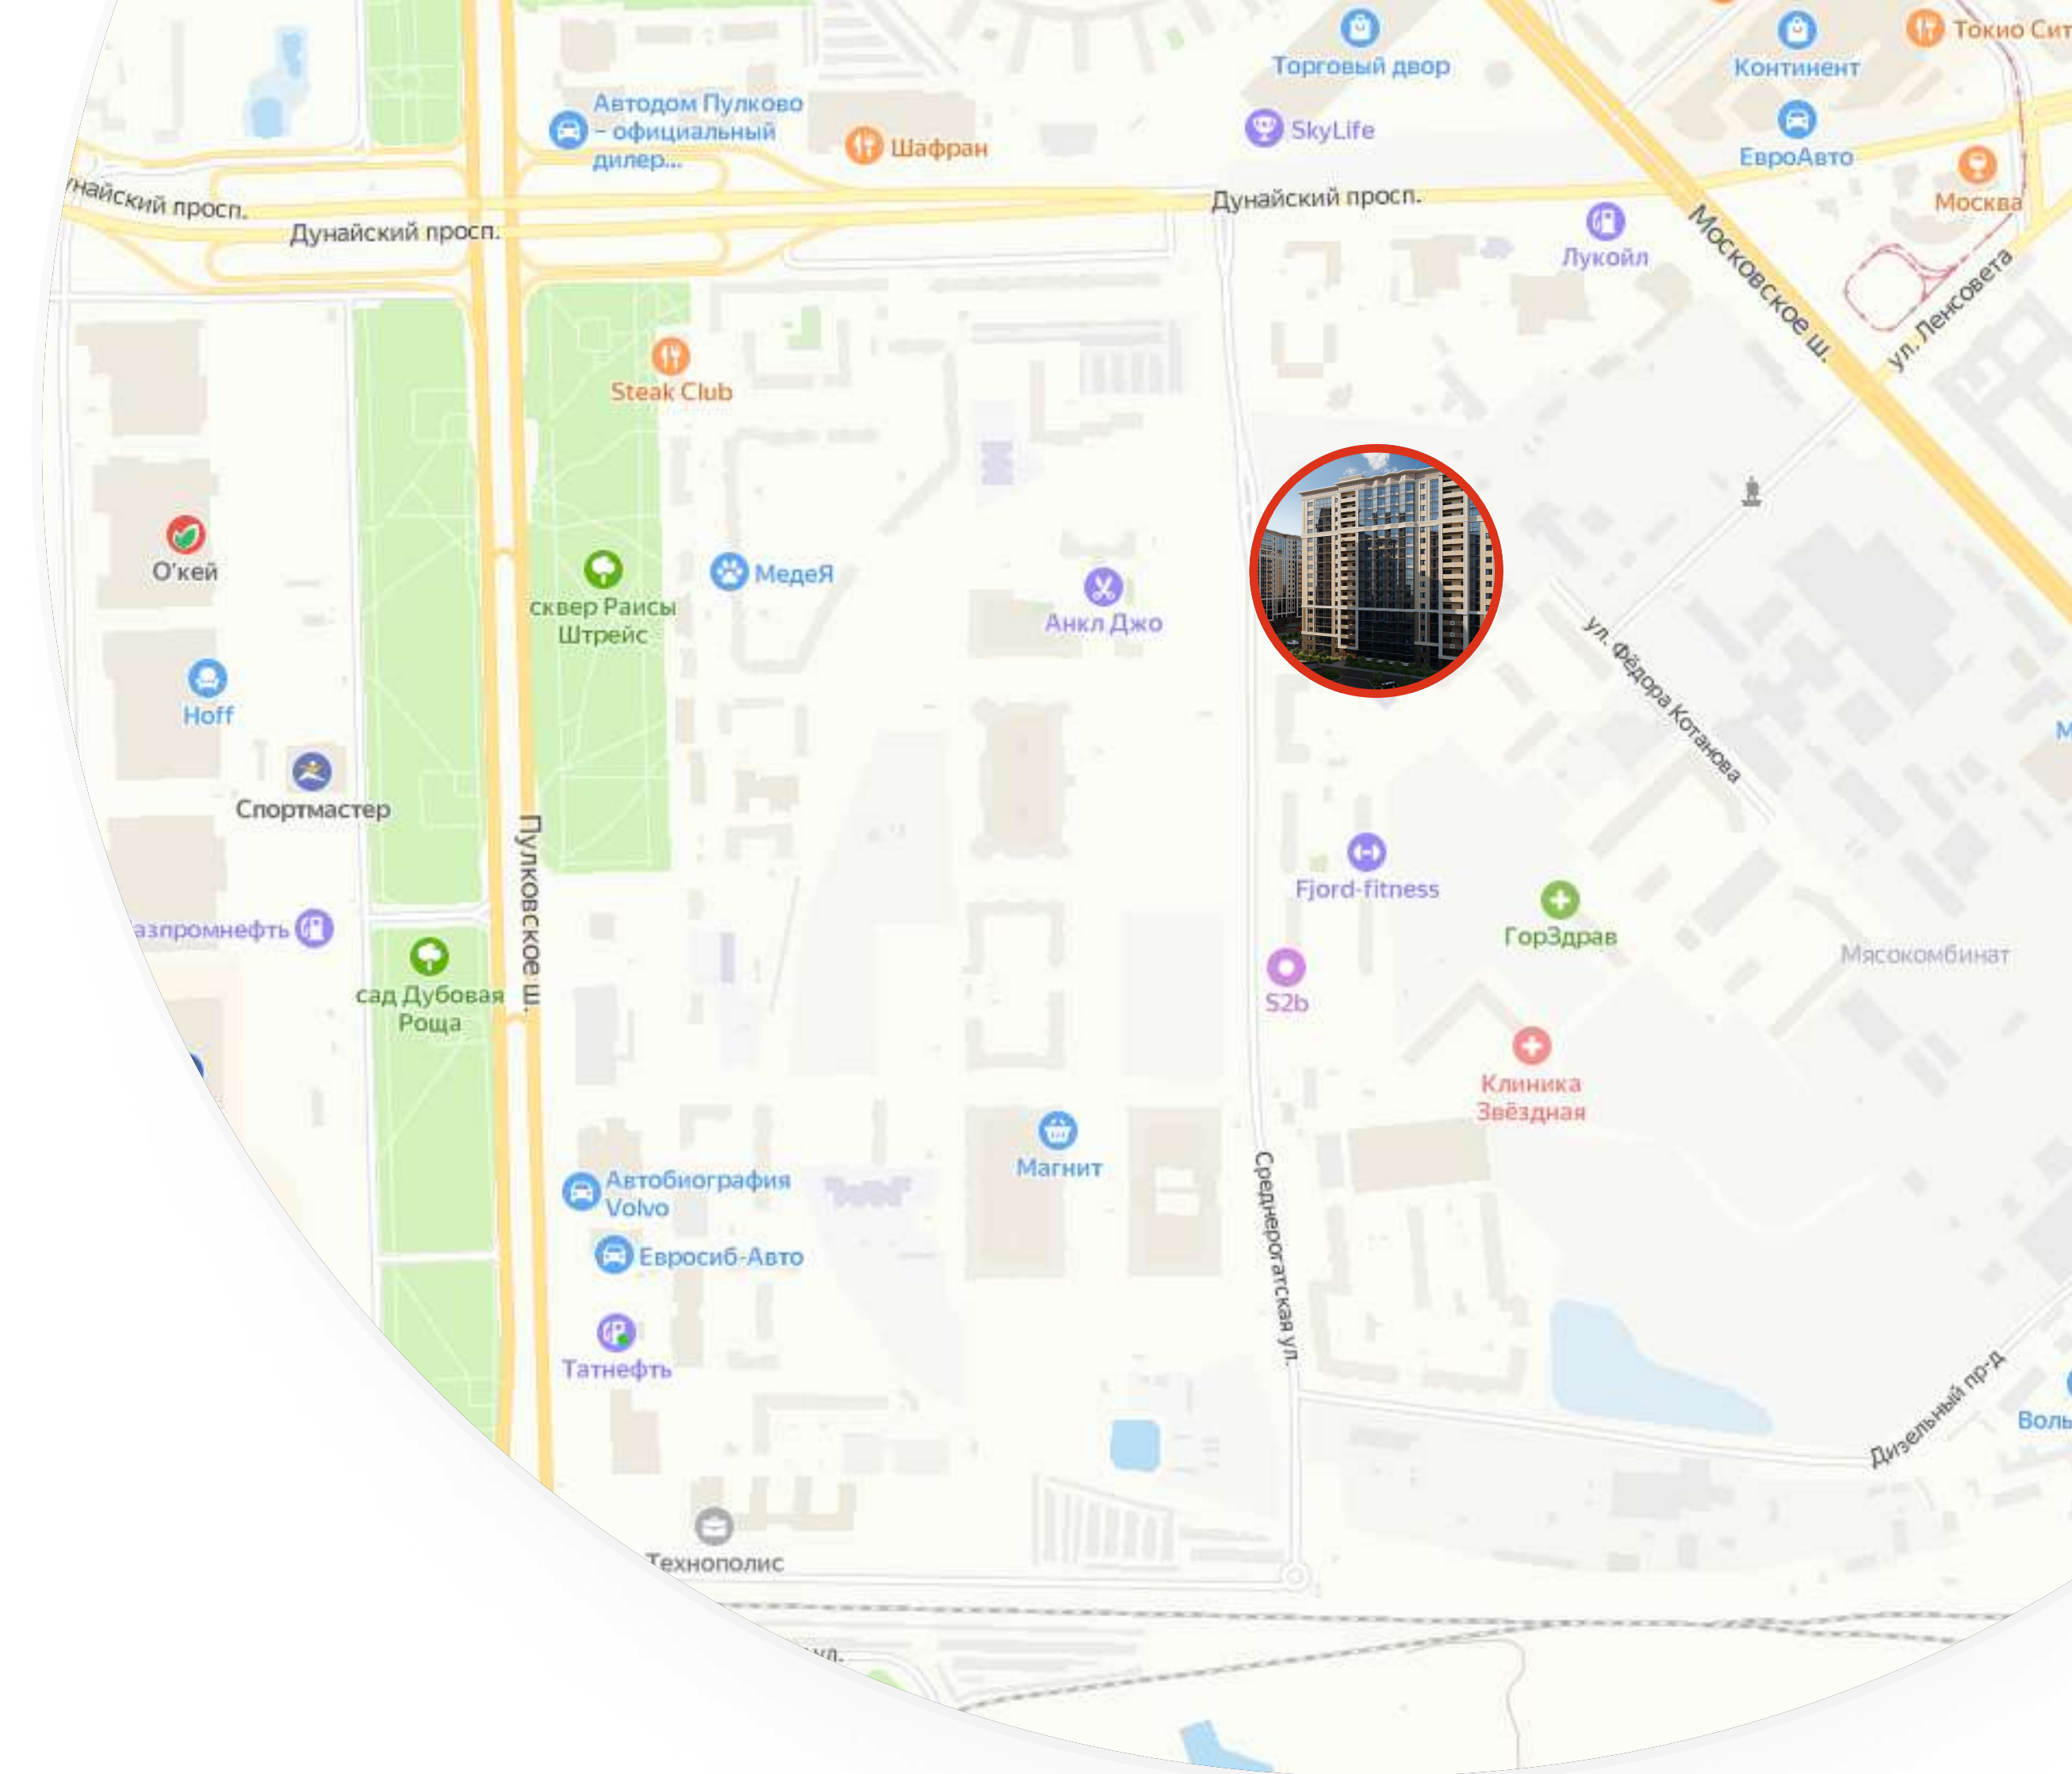 Токио Сит
Торговый двор
Континент
Автодом Пулково
– официальный
дилер...
SkyLife
Шафран
ЕвроАвто
Москва
унайский просп.
Дунайский просп.
Дунайский просп.
Лукойл
Московское ш.
ул. Ленсовета
Steak Club
О'кей
сквер Раисы
Штрейс
МедеЯ
Анкл Джо
ул. Фёдора Котанова
Hoff
М
Спортмастер
Пулковское ш.
Fjord-fitness
ГорЗдрав
азпромнефть
Мясокомбинат
сад Дубовая
Роща
S2b
Клиника
Звёздная
Магнит
Среднерогатская ул.
Автобиография
Volvo
Евросиб-Авто
Татнефть
Дизельный пр-д
Воль
Технополис
ул.